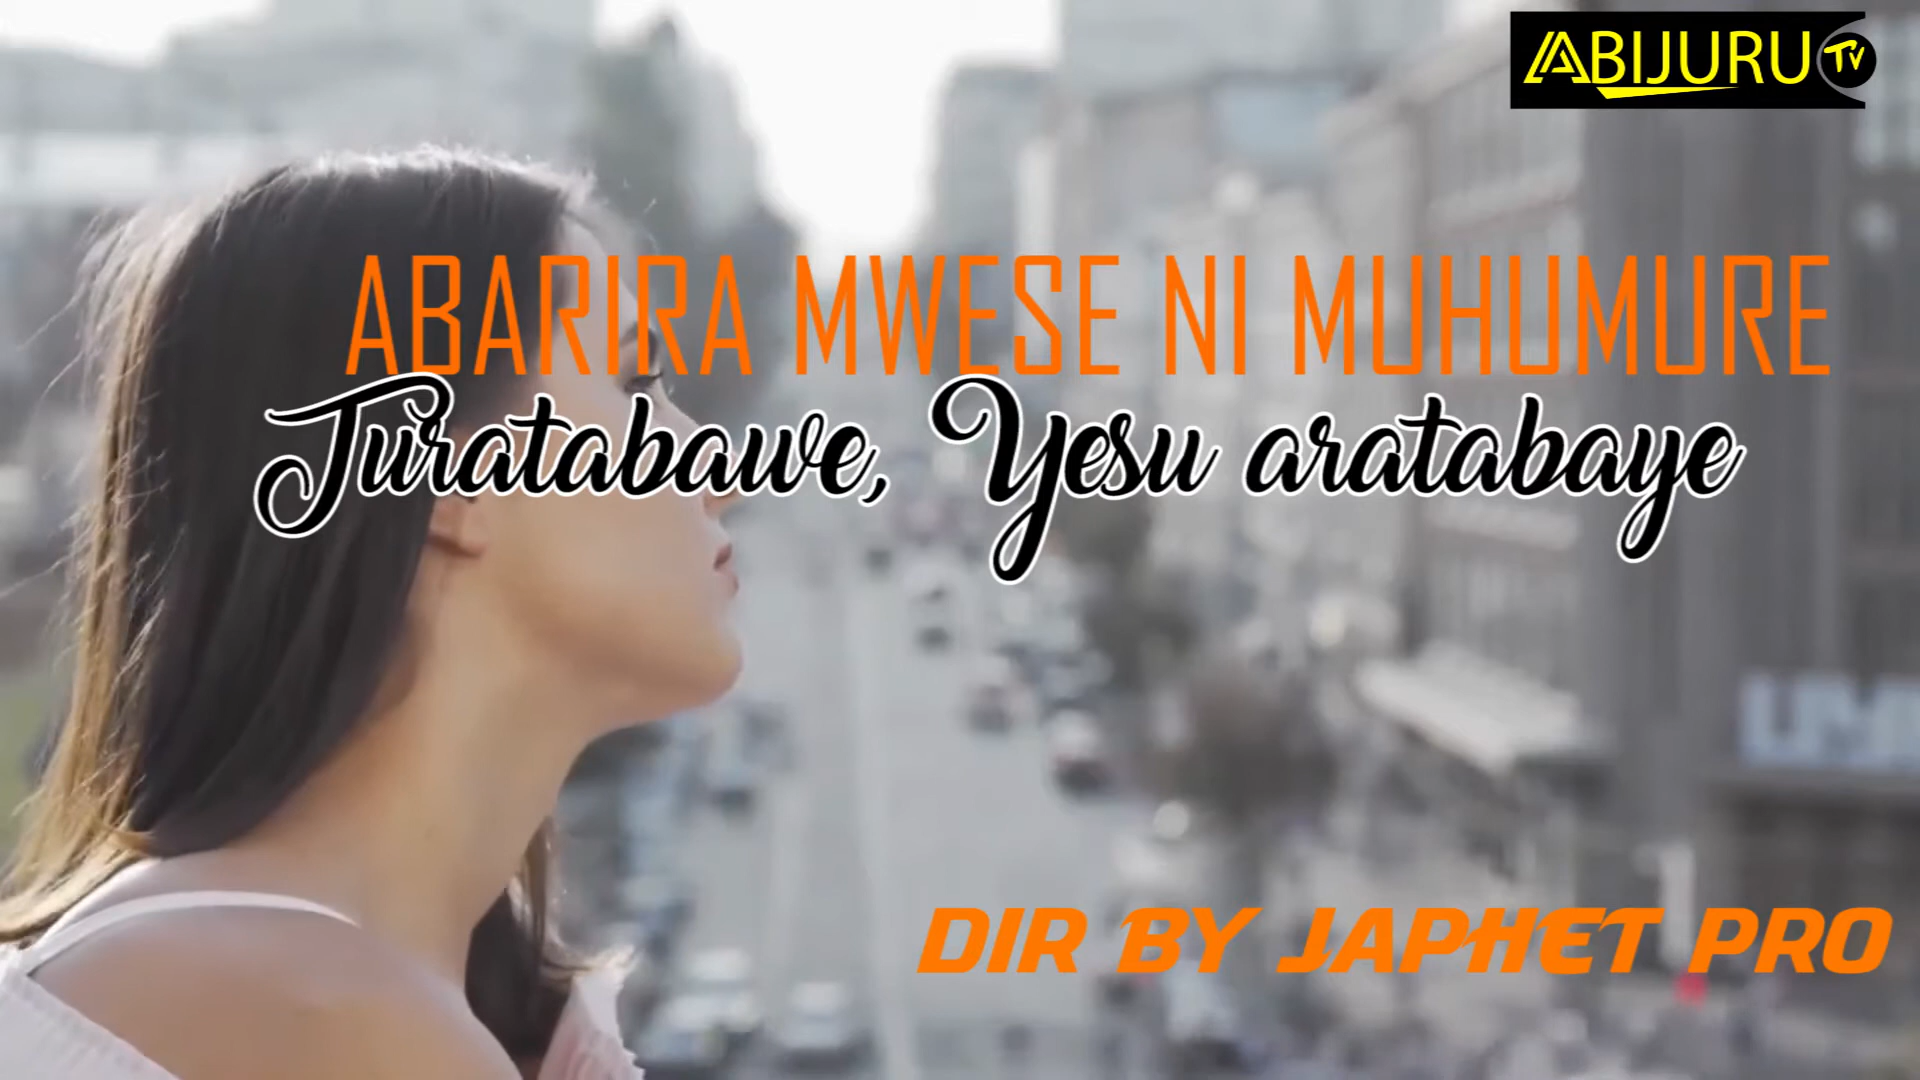 ABIJURU TV
ABARIRA MWESE NI MUHUMURE
Turatabawe, Yesu aratabaye
DIR BY JAPHET PRO